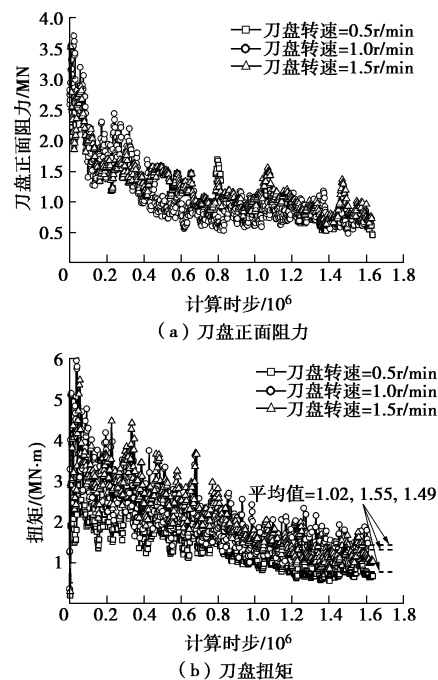 4.0
刀盘转速=0.5r/min
3.5
刀盘转速=1.0r/min
3.0
刀盘转速=1.5r/min
2.5
2.0
1.5
1.0
0.5
刀盘正面阻力/MN
0 0.2 0.4 0.6 0.8 1.0 1.2 1.4 1.6 1.8
计算时步/10⁶
(a) 刀盘正面阻力
6
刀盘转速=0.5r/min
5
刀盘转速=1.0r/min
刀盘转速=1.5r/min
4
3
平均值=1.02, 1.55, 1.49
2
1
扭矩/(MN·m)
0 0.2 0.4 0.6 0.8 1.0 1.2 1.4 1.6 1.8
计算时步/10⁶
(b) 刀盘扭矩